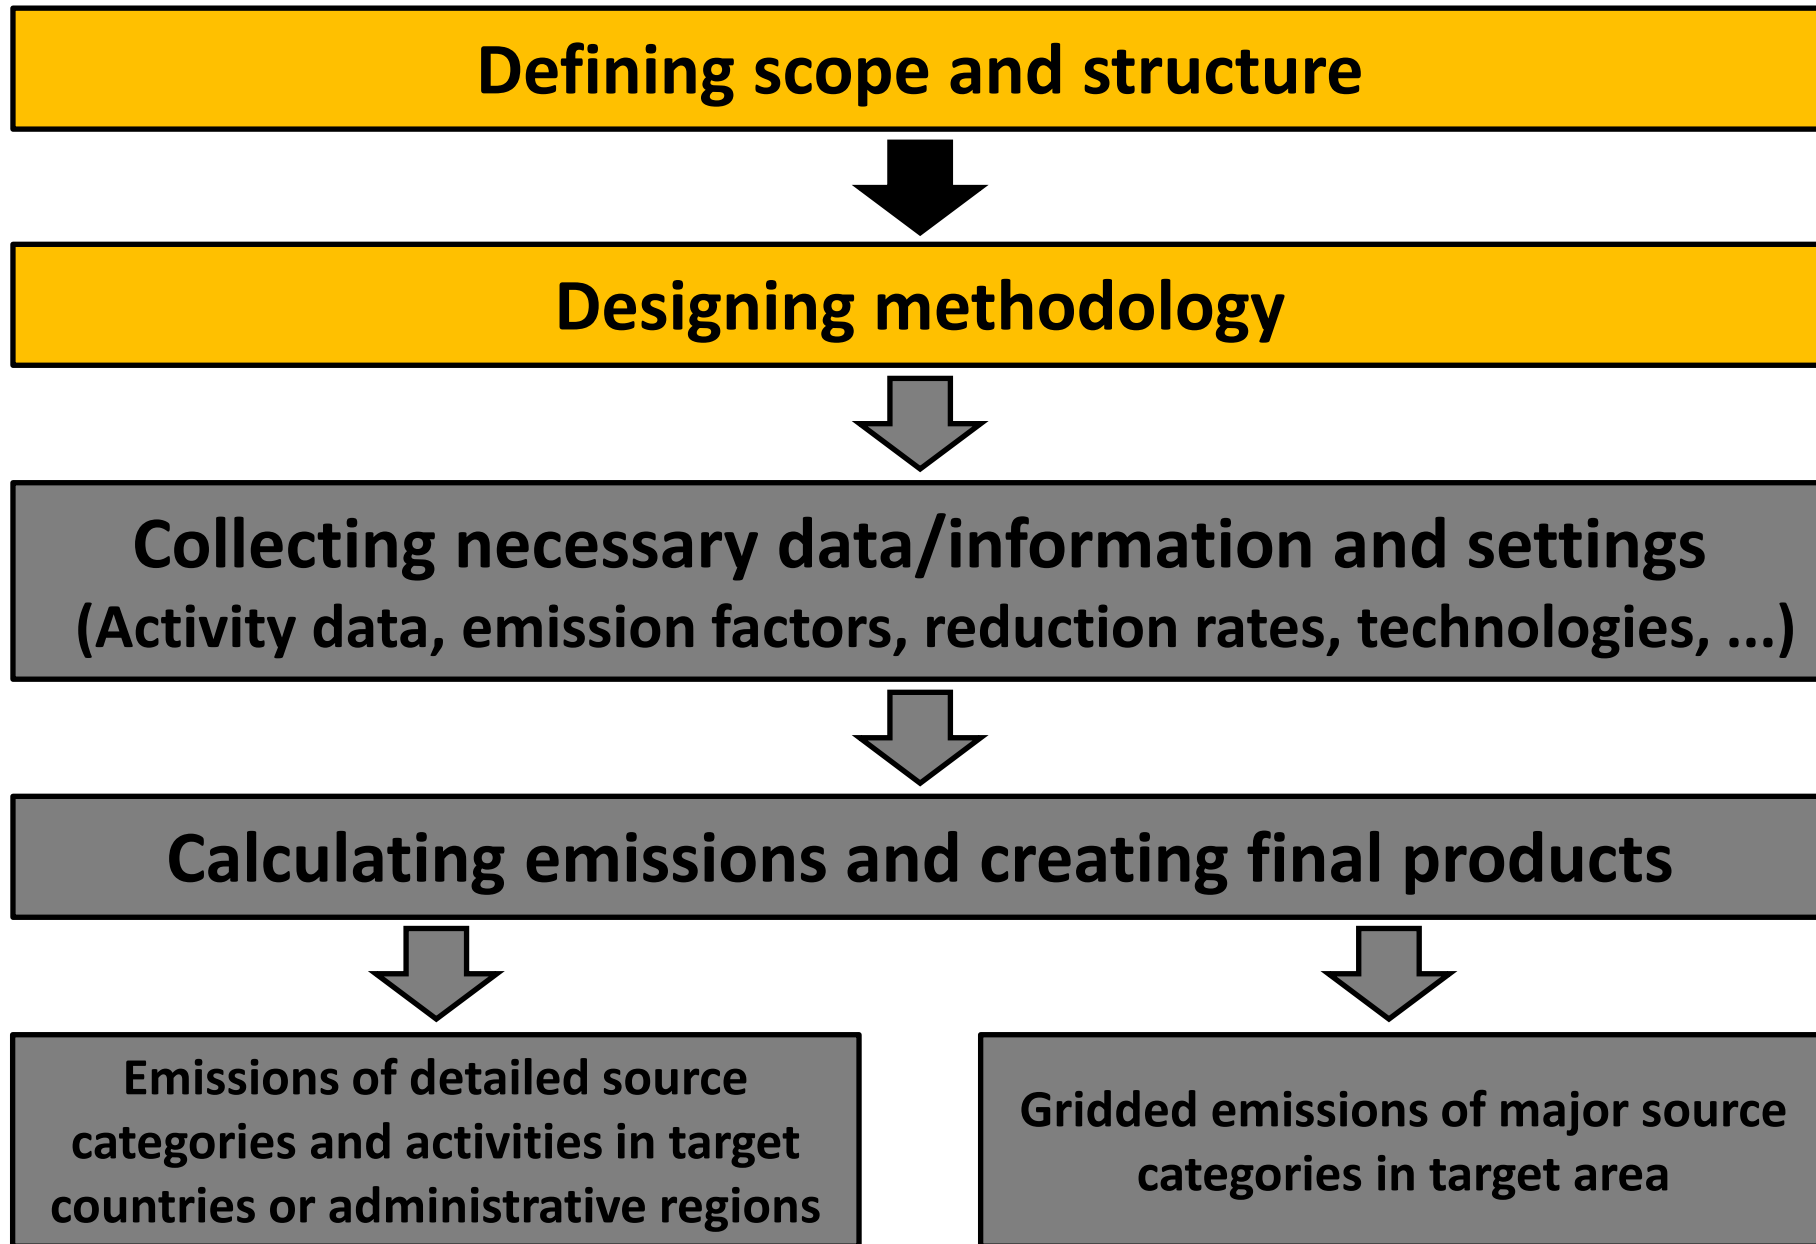 Defining scope and structure
Designing methodology
Collecting necessary data/information and settings
(Activity data, emission factors, reduction rates, technologies, ...)
Calculating emissions and creating final products
Emissions of detailed source
categories and activities in target
countries or administrative regions
Gridded emissions of major source
categories in target area